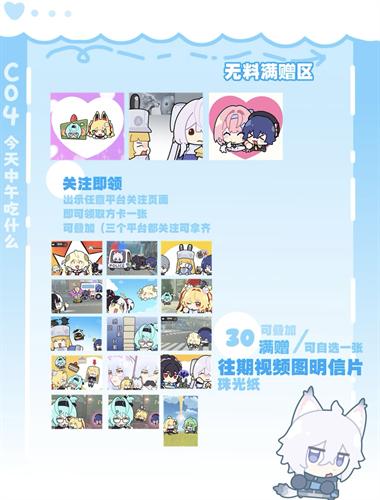 无料满赠区
C04 今天中午吃什么
关注即领
出示任意平台关注页面
即可领取方卡一张
可叠加（三个平台都关注可拿齐
30 可叠加
满赠/可自选一张
往期视频图明信片
珠光纸